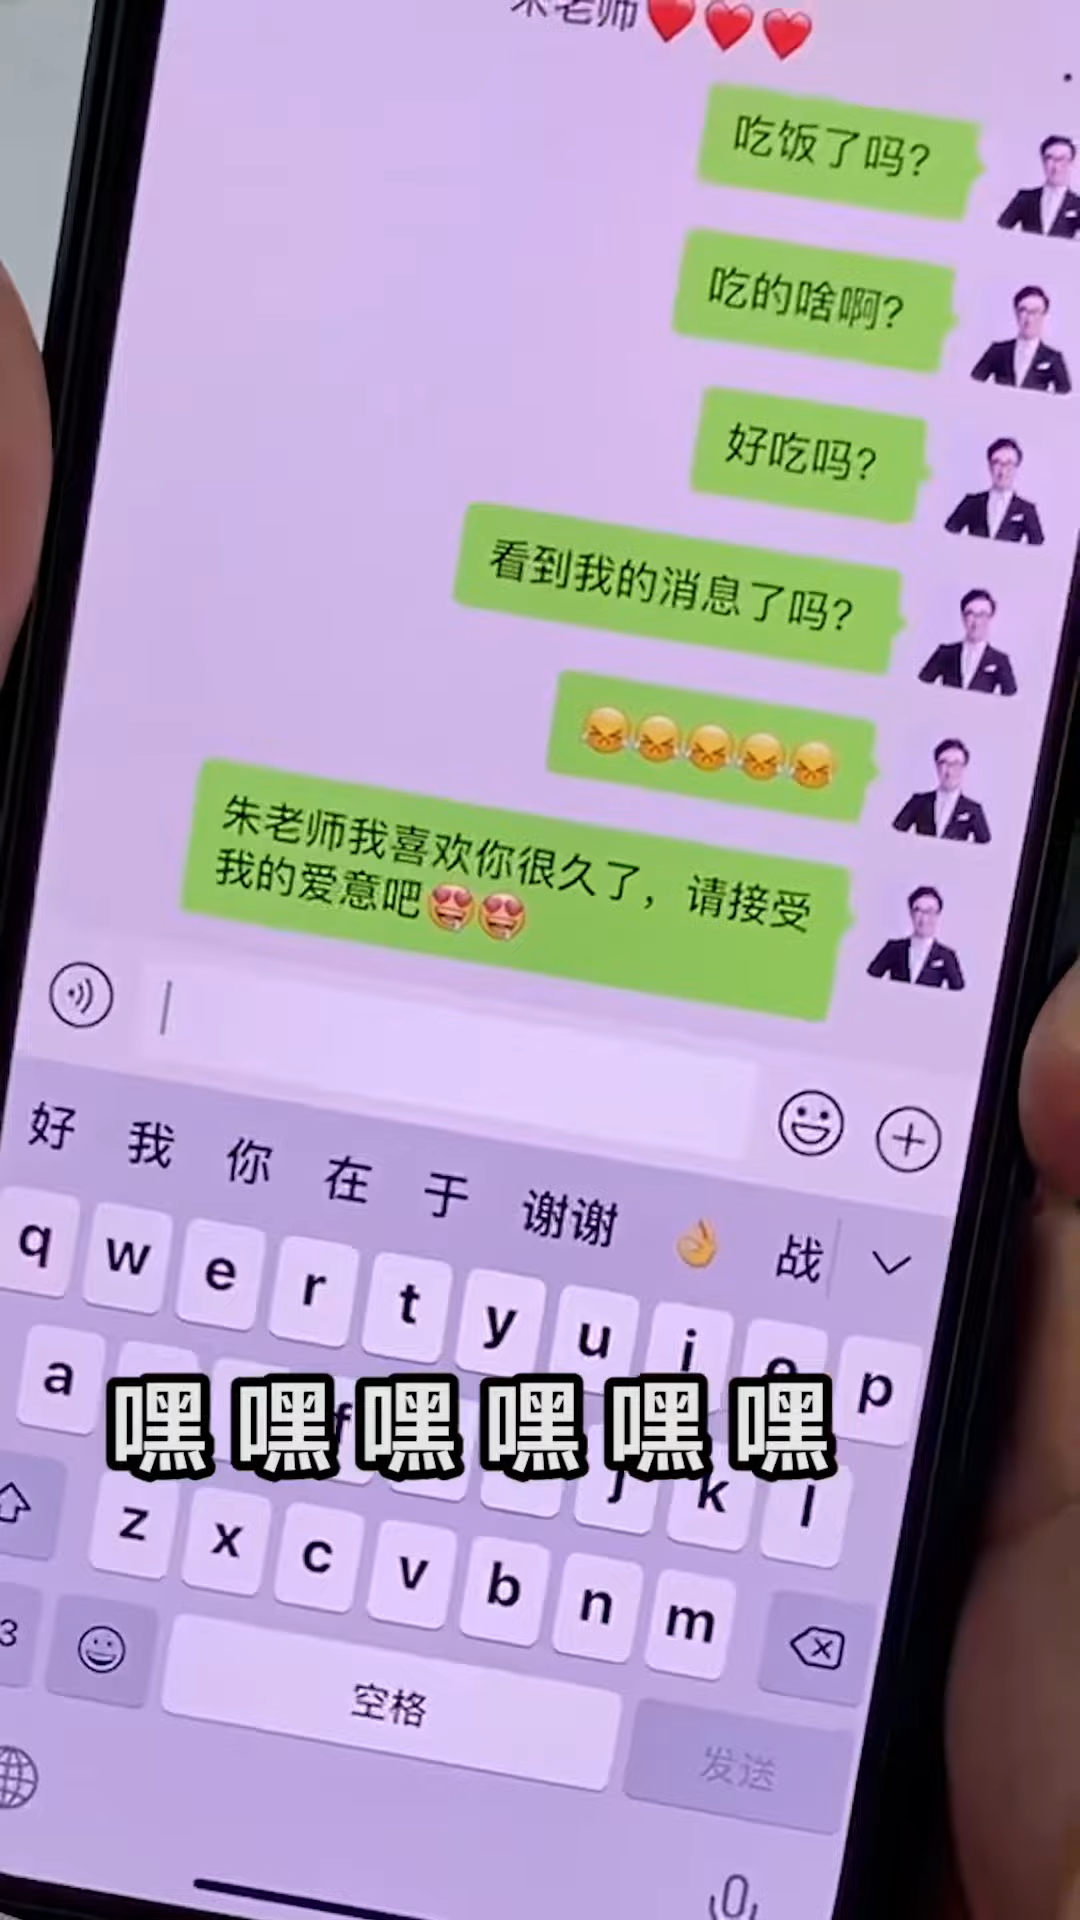 朱老师❤️❤️❤️
吃饭了吗?
吃的啥啊?
好吃吗?
看到我的消息了吗?
朱老师我喜欢你很久了，请接受
我的爱意吧😍😍
好 我 你 在 于 谢谢 👌 战
q w e r t y u i o p
a f j k l
嘿嘿嘿嘿嘿嘿
z x c v b n m
3
空格 发送